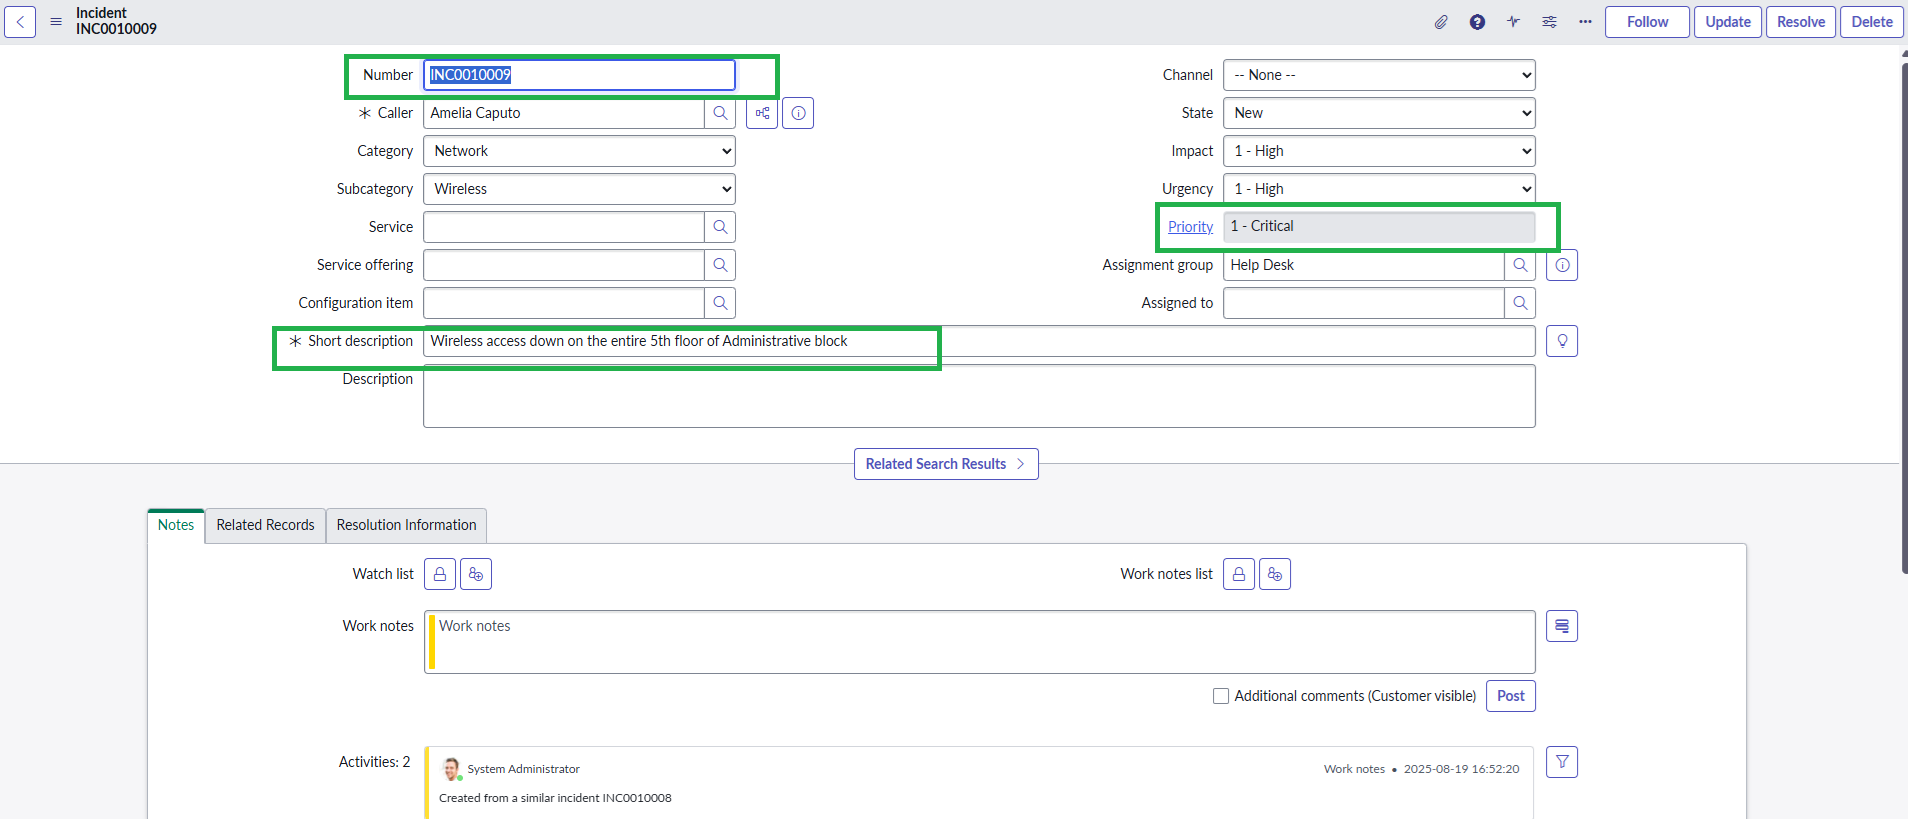 Incident
INC0010009
Follow Update Resolve Delete
Number INC0010009
Channel -- None --
Caller Amelia Caputo
State New
Category Network
Impact 1 - High
Subcategory Wireless
Urgency 1 - High
Service
Priority 1 - Critical
Service offering
Assignment group Help Desk
Configuration item
Assigned to
Short description Wireless access down on the entire 5th floor of Administrative block
Description
Related Search Results
Notes Related Records Resolution Information
Watch list
Work notes list
Work notes Work notes
Additional comments (Customer visible) Post
Activities: 2
System Administrator Work notes • 2025-08-19 16:52:20
Created from a similar incident INC0010008